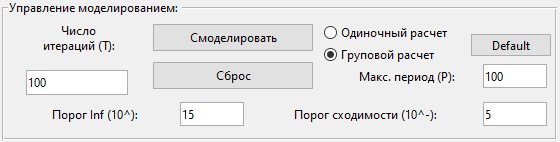 Управление моделированием:
Число
итераций (T):
100
Смоделировать
Сброс
Одиночный расчет
Груповой расчет
Default
Макс. период (P):
100
Порог Inf (10^):
15
Порог сходимости (10^-):
5